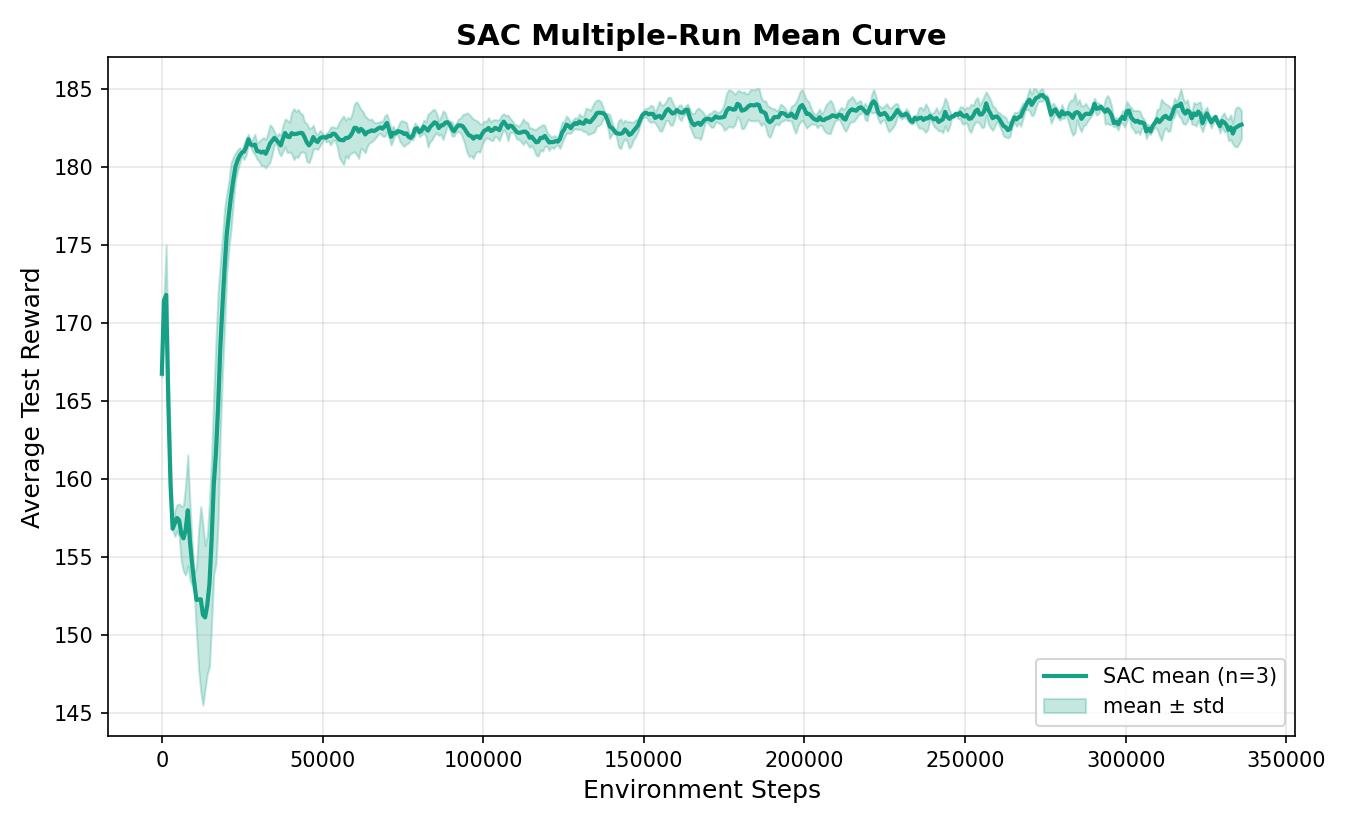 SAC Multiple-Run Mean Curve
185
180
175
170
165
160
155
150
145
Average Test Reward
0 50000 100000 150000 200000 250000 300000 350000
Environment Steps
SAC mean (n=3)
mean ± std